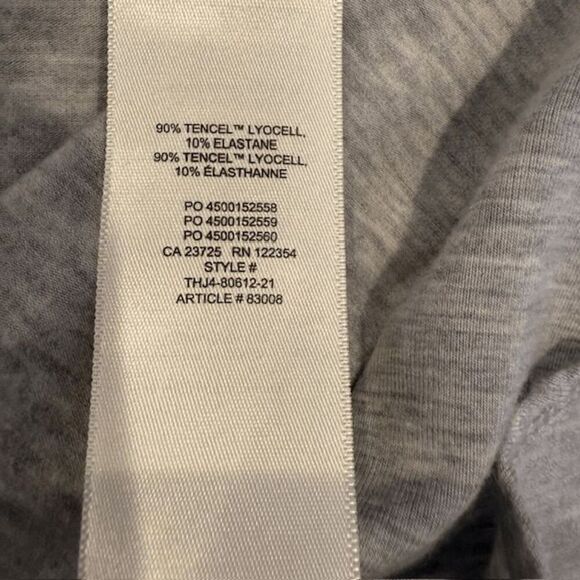 90% TENCEL™ LYOCELL,
10% ELASTANE
90% TENCEL™ LYOCELL,
10% ÉLASTHANNE
PO 4500152558
PO 4500152559
PO 4500152560
CA 23725 RN 122354
STYLE #
THJ4-80612-21
ARTICLE # 83008